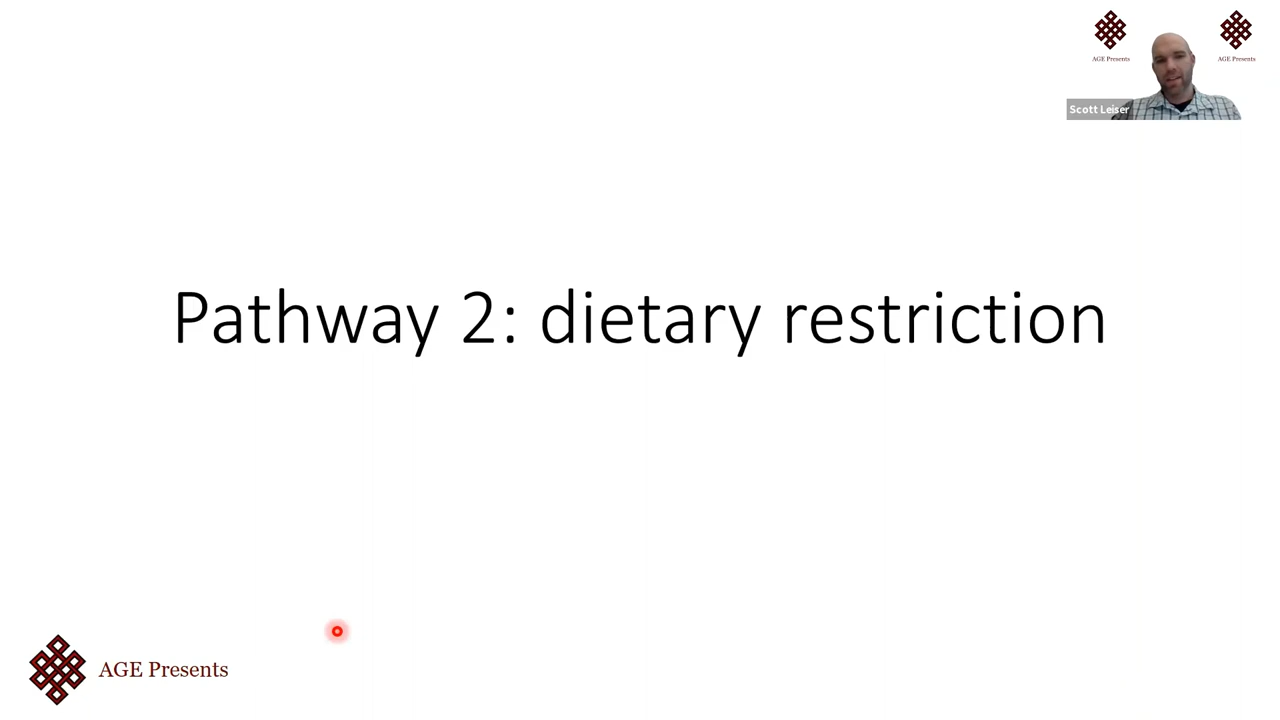 AGE Presents
AGE Presents
Scott Leiser
Pathway 2: dietary restriction
AGE Presents